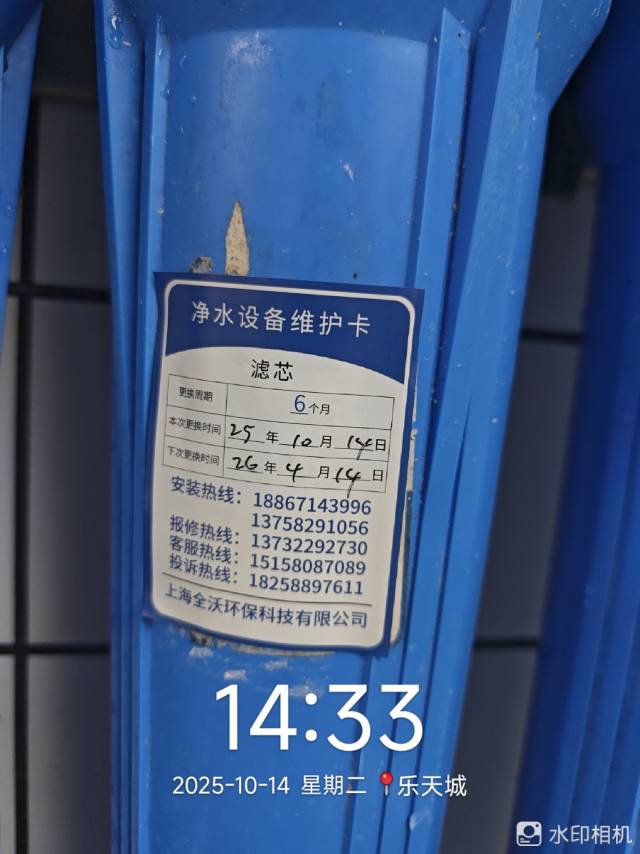 净水设备维护卡
滤芯
更换周期 6个月
本次更换时间 25年10月14日
下次更换时间 26年4月14日
安装热线：18867143996
13758291056
报修热线：13732292730
客服热线：15158087089
投诉热线：18258897611
上海全沃环保科技有限公司
14:33
2025-10-14 星期二 乐天城
水印相机